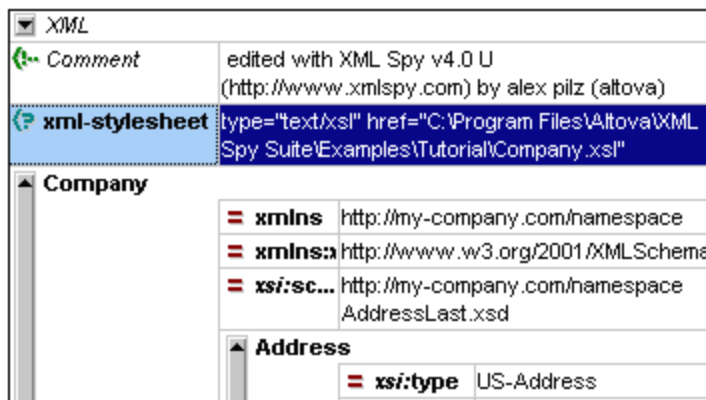 XML
Comment edited with XML Spy v4.0 U
(http://www.xmlspy.com) by alex pilz (altova)
xml-stylesheet type="text/xsl" href="C:\Program Files\Altova\XML
Spy Suite\Examples\Tutorial\Company.xsl"
Company
= xmlns http://my-company.com/namespace
= xmlns:x http://www.w3.org/2001/XMLSchema
= xsi:sc... http://my-company.com/namespace
AddressLast.xsd
Address
= xsi:type US-Address